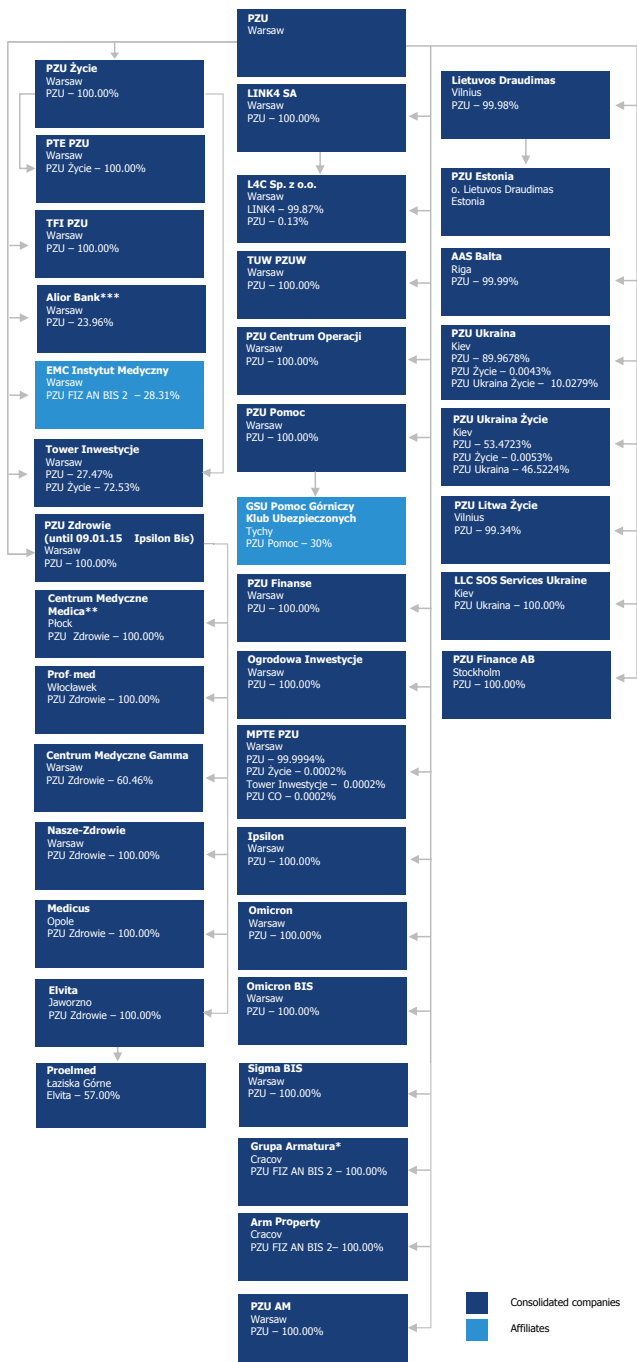 PZU
Warsaw
PZU Życie
Warsaw
PZU – 100.00%
PTE PZU
Warsaw
PZU Życie – 100.00%
TFI PZU
Warsaw
PZU – 100.00%
Alior Bank***
Warsaw
PZU – 23.96%
EMC Instytut Medyczny
Warsaw
PZU FIZ AN BIS 2 – 28.31%
Tower Inwestycje
Warsaw
PZU – 27.47%
PZU Życie – 72.53%
PZU Zdrowie
(until 09.01.15 Ipsilon Bis)
Warsaw
PZU – 100.00%
Centrum Medyczne
Medica**
Płock
PZU Zdrowie – 100.00%
Prof-med
Włocławek
PZU Zdrowie – 100.00%
Centrum Medyczne Gamma
Warsaw
PZU Zdrowie – 60.46%
Nasze-Zdrowie
Warsaw
PZU Zdrowie – 100.00%
Medicus
Opole
PZU Zdrowie – 100.00%
Elvita
Jaworzno
PZU Zdrowie – 100.00%
Proelmed
Łaziska Górne
Elvita – 57.00%
LINK4 SA
Warsaw
PZU – 100.00%
L4C Sp. z o.o.
Warsaw
LINK4 – 99.87%
PZU – 0.13%
TUW PZUW
Warsaw
PZU – 100.00%
PZU Centrum Operacji
Warsaw
PZU – 100.00%
PZU Pomoc
Warsaw
PZU – 100.00%
GSU Pomoc Górniczy
Klub Ubezpieczonych
Tychy
PZU Pomoc – 30%
PZU Finanse
Warsaw
PZU – 100.00%
Ogrodowa Inwestycje
Warsaw
PZU – 100.00%
MPTE PZU
Warsaw
PZU – 99.9994%
PZU Życie – 0.0002%
Tower Inwestycje – 0.0002%
PZU CO – 0.0002%
Ipsilon
Warsaw
PZU – 100.00%
Omicron
Warsaw
PZU – 100.00%
Omicron BIS
Warsaw
PZU – 100.00%
Sigma BIS
Warsaw
PZU – 100.00%
Grupa Armatura*
Cracov
PZU FIZ AN BIS 2 – 100.00%
Arm Property
Cracov
PZU FIZ AN BIS 2– 100.00%
PZU AM
Warsaw
PZU – 100.00%
Lietuvos Draudimas
Vilnius
PZU – 99.98%
PZU Estonia
o. Lietuvos Draudimas
Estonia
AAS Balta
Riga
PZU – 99.99%
PZU Ukraina
Kiev
PZU – 89.9678%
PZU Życie – 0.0043%
PZU Ukraina Życie – 10.0279%
PZU Ukraina Życie
Kiev
PZU – 53.4723%
PZU Życie – 0.0053%
PZU Ukraina – 46.5224%
PZU Litwa Życie
Vilnius
PZU – 99.34%
LLC SOS Services Ukraine
Kiev
PZU Ukraina – 100.00%
PZU Finance AB
Stockholm
PZU – 100.00%
Consolidated companies
Affiliates